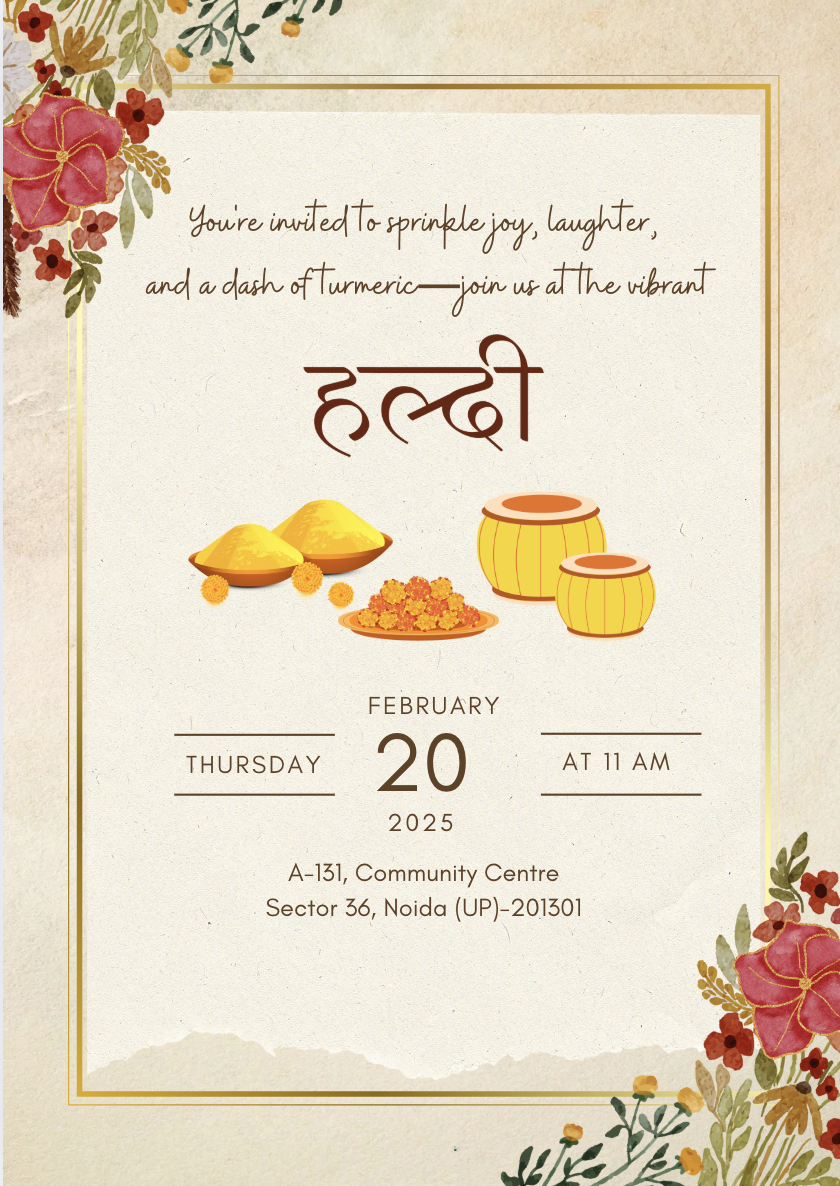 You're invited to sprinkle joy, laughter,
and a dash of turmeric—join us at the vibrant
हल्दी
FEBRUARY
THURSDAY
20
AT 11 AM
2025
A-131, Community Centre
Sector 36, Noida (UP)-201301